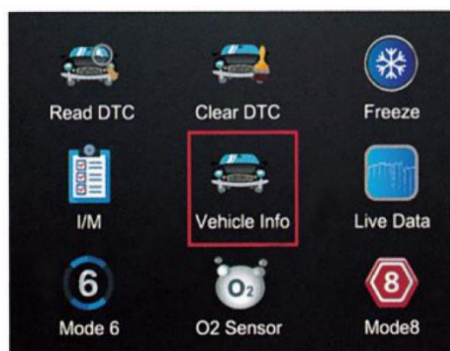 Read DTC
Clear DTC
Freeze
I/M
Vehicle Info
Live Data
6
O2
8
Mode 6
O2 Sensor
Mode8